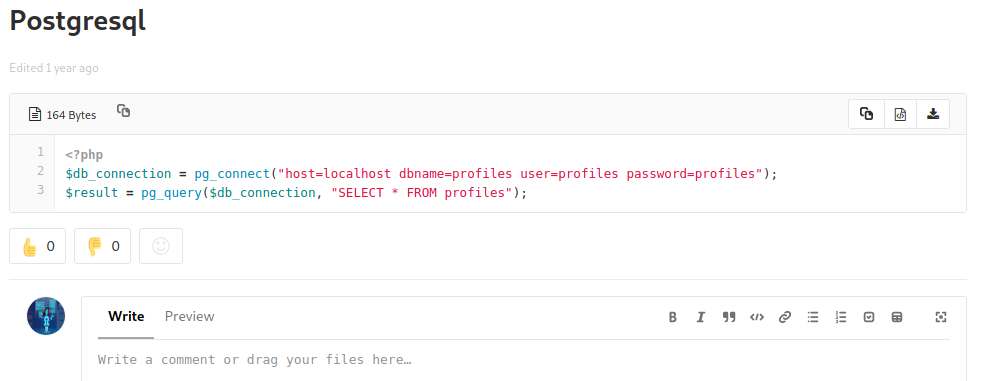 Postgresql
Edited 1 year ago
164 Bytes
1 <?php
2 $db_connection = pg_connect("host=localhost dbname=profiles user=profiles password=profiles");
3 $result = pg_query($db_connection, "SELECT * FROM profiles");
0 0
Write Preview
Write a comment or drag your files here…